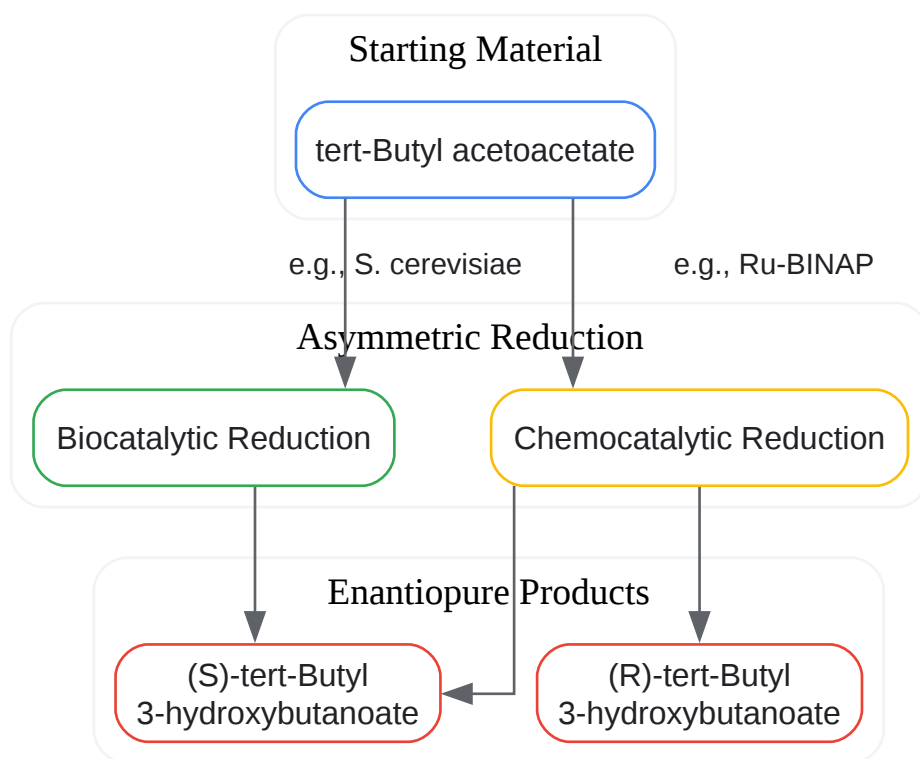 Starting Material
tert-Butyl acetoacetate
e.g., S. cerevisiae
e.g., Ru-BINAP
Asymmetric Reduction
Biocatalytic Reduction
Chemocatalytic Reduction
Enantiopure Products
(S)-tert-Butyl
3-hydroxybutanoate
(R)-tert-Butyl
3-hydroxybutanoate